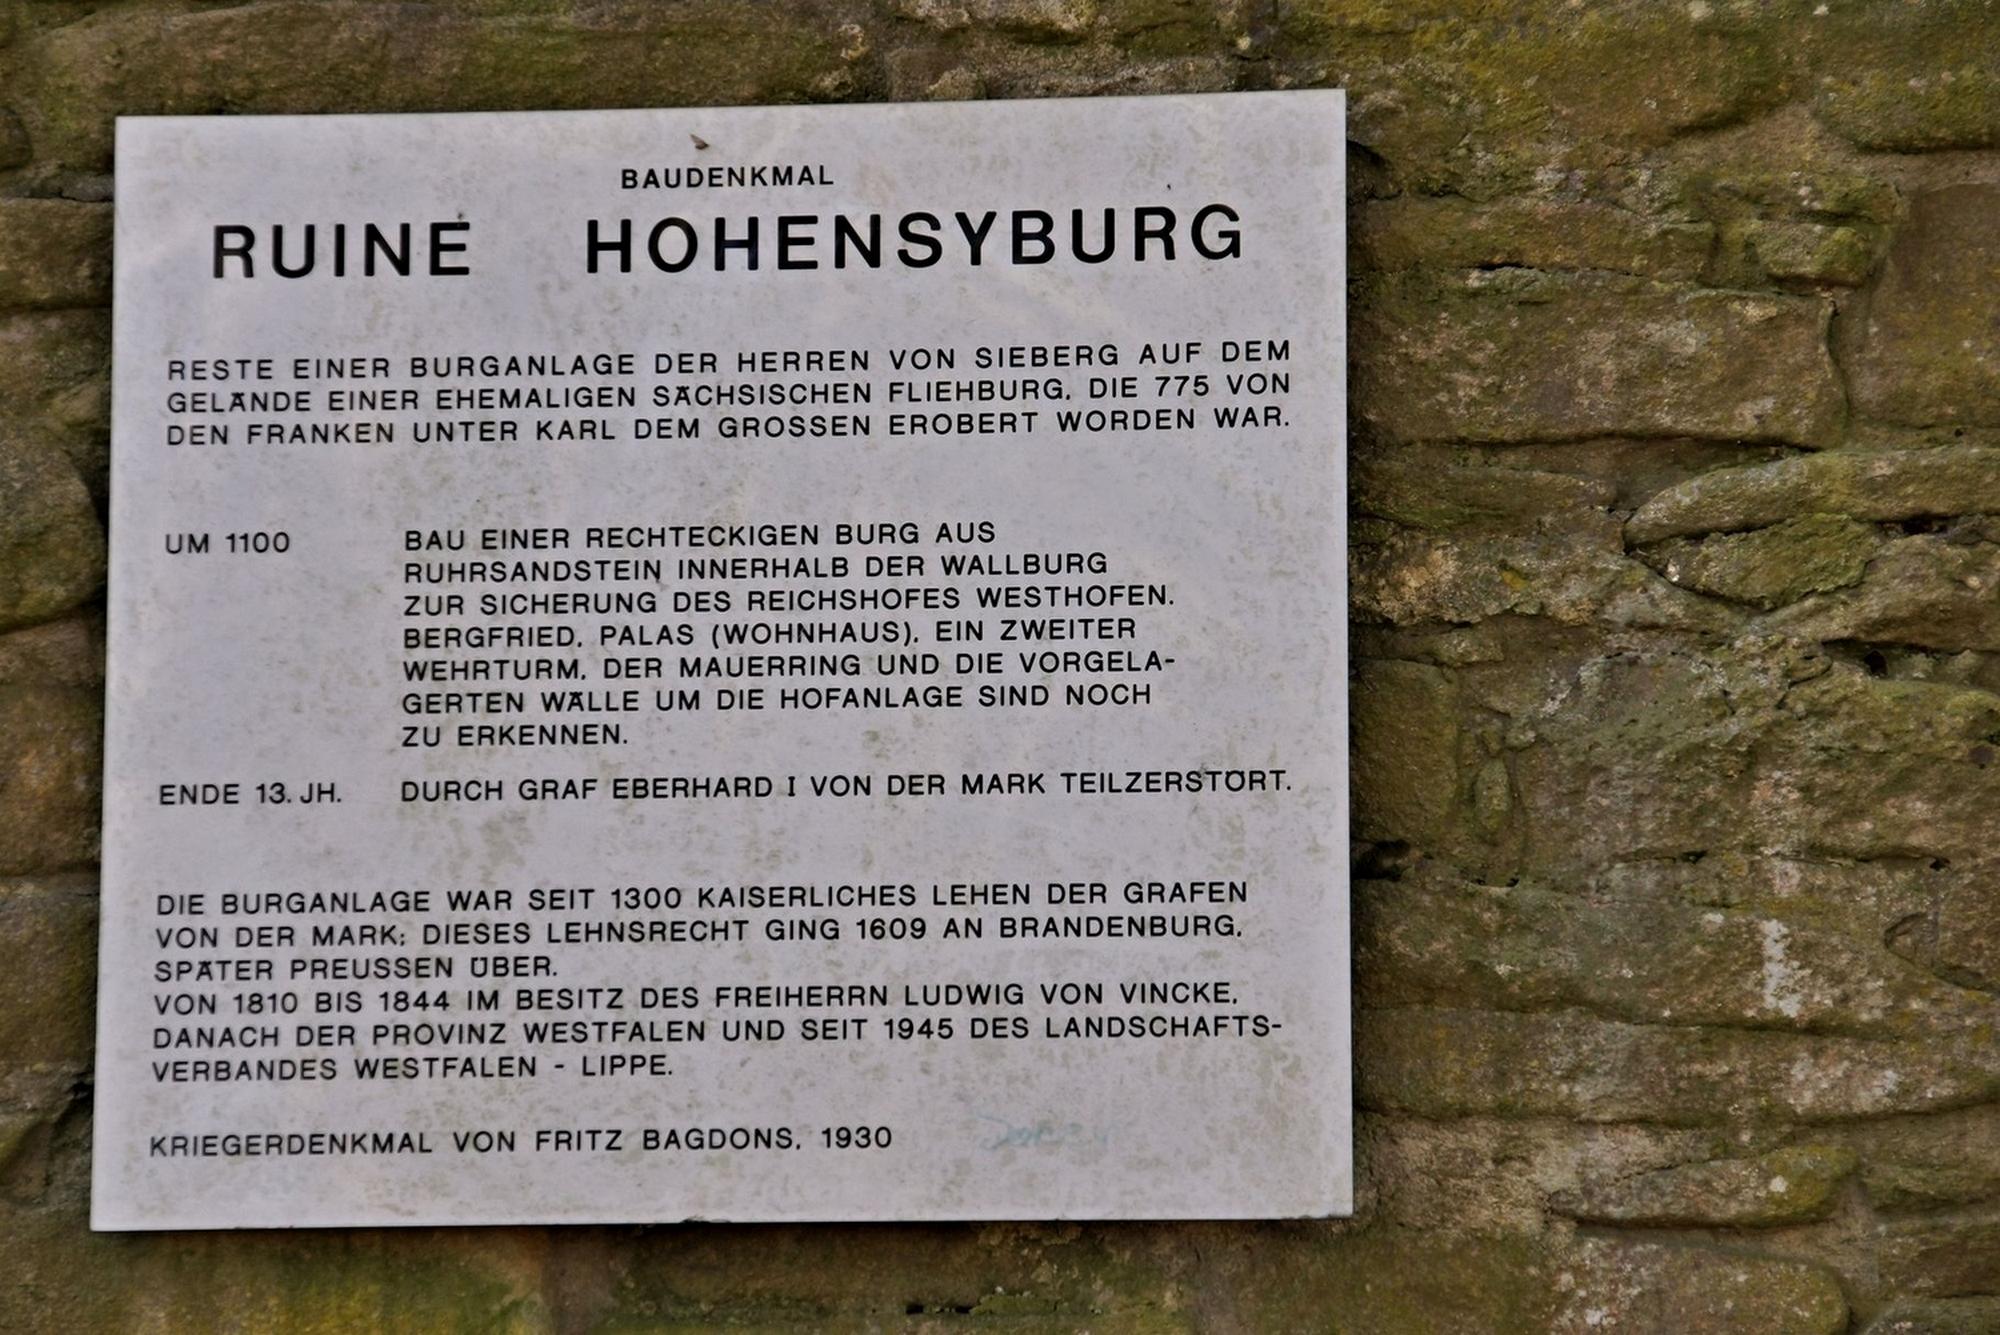 BAUDENKMAL
RUINE HOHENSYBURG
RESTE EINER BURGANLAGE DER HERREN VON SIEBERG AUF DEM
GELÄNDE EINER EHEMALIGEN SÄCHSISCHEN FLIEHBURG, DIE 775 VON
DEN FRANKEN UNTER KARL DEM GROSSEN EROBERT WORDEN WAR.
UM 1100 BAU EINER RECHTECKIGEN BURG AUS
RUHRSANDSTEIN INNERHALB DER WALLBURG
ZUR SICHERUNG DES REICHSHOFES WESTHOFEN.
BERGFRIED, PALAS (WOHNHAUS), EIN ZWEITER
WEHRTURM, DER MAUERRING UND DIE VORGELA-
GERTEN WÄLLE UM DIE HOFANLAGE SIND NOCH
ZU ERKENNEN.
ENDE 13. JH. DURCH GRAF EBERHARD I VON DER MARK TEILZERSTÖRT.
DIE BURGANLAGE WAR SEIT 1300 KAISERLICHES LEHEN DER GRAFEN
VON DER MARK; DIESES LEHNSRECHT GING 1609 AN BRANDENBURG,
SPÄTER PREUSSEN ÜBER.
VON 1810 BIS 1844 IM BESITZ DES FREIHERRN LUDWIG VON VINCKE,
DANACH DER PROVINZ WESTFALEN UND SEIT 1945 DES LANDSCHAFTS-
VERBANDES WESTFALEN - LIPPE.
KRIEGERDENKMAL VON FRITZ BAGDONS, 1930